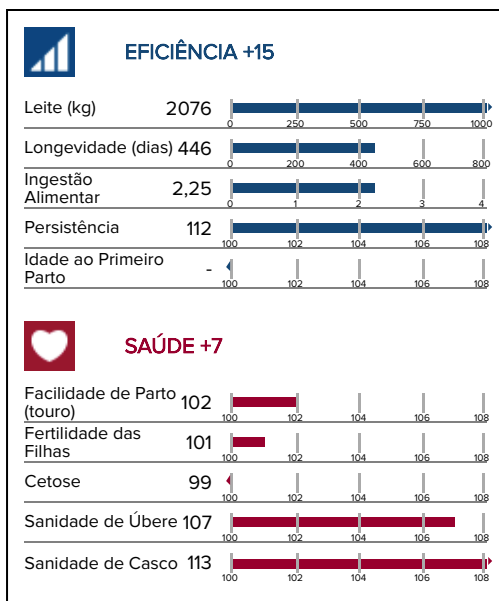 EFICIÊNCIA +15
Leite (kg) 2076
0 250 500 750 1000
Longevidade (dias) 446
0 200 400 600 800
Ingestão
Alimentar 2,25
0 1 2 3 4
Persistência 112
100 102 104 106 108
Idade ao Primeiro
Parto -
100 102 104 106 108
SAÚDE +7
Facilidade de Parto
(touro) 102
100 102 104 106 108
Fertilidade das
Filhas 101
100 102 104 106 108
Cetose 99
100 102 104 106 108
Sanidade de Úbere 107
100 102 104 106 108
Sanidade de Casco 113
100 102 104 106 108